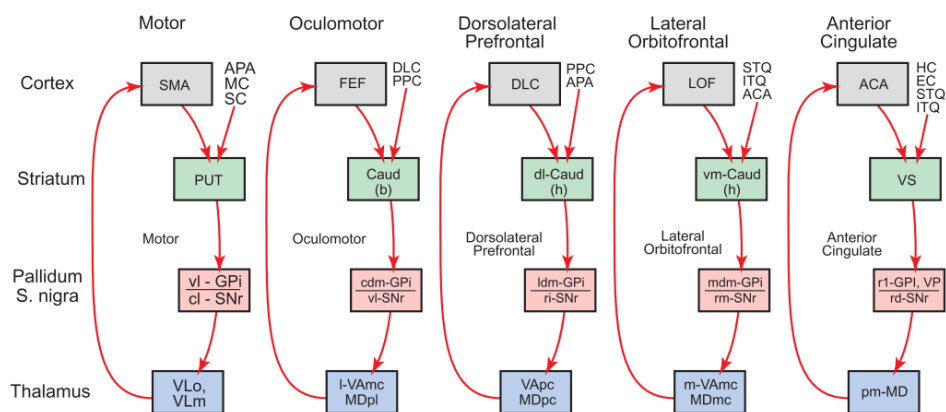 Motor
Oculomotor
Dorsolateral
Prefrontal
Lateral
Orbitofrontal
Anterior
Cingulate
Cortex
SMA
APA
MC
SC
FEF
DLC
PPC
DLC
PPC
APA
LOF
STQ
ITQ
ACA
ACA
HC
EC
STQ
ITQ
Striatum
PUT
Caud
(b)
dl-Caud
(h)
vm-Caud
(h)
VS
Motor
Oculomotor
Dorsolateral
Prefrontal
Lateral
Orbitofrontal
Anterior
Cingulate
Pallidum
S. nigra
vl - GPi
cl - SNr
cdm-GPi
vl-SNr
ldm-GPi
ri-SNr
mdm-GPi
rm-SNr
r1-GPI, VP
rd-SNr
Thalamus
VLo,
VLm
l-VAmc
MDpl
VApc
MDpc
m-VAmc
MDmc
pm-MD